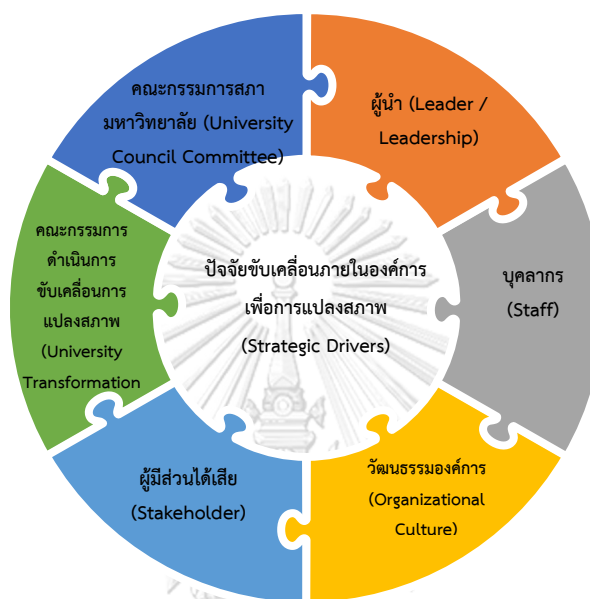 คณะกรรมการสภา
มหาวิทยาลัย (University
Council Committee)
ผู้นำ (Leader /
Leadership)
บุคลากร
(Staff)
วัฒนธรรมองค์การ
(Organizational
Culture)
ผู้มีส่วนได้เสีย
(Stakeholder)
คณะกรรมการ
ดำเนินการ
ขับเคลื่อนการ
แปลงสภาพ
(University
Transformation
ปัจจัยขับเคลื่อนภายในองค์การ
เพื่อการแปลงสภาพ
(Strategic Drivers)